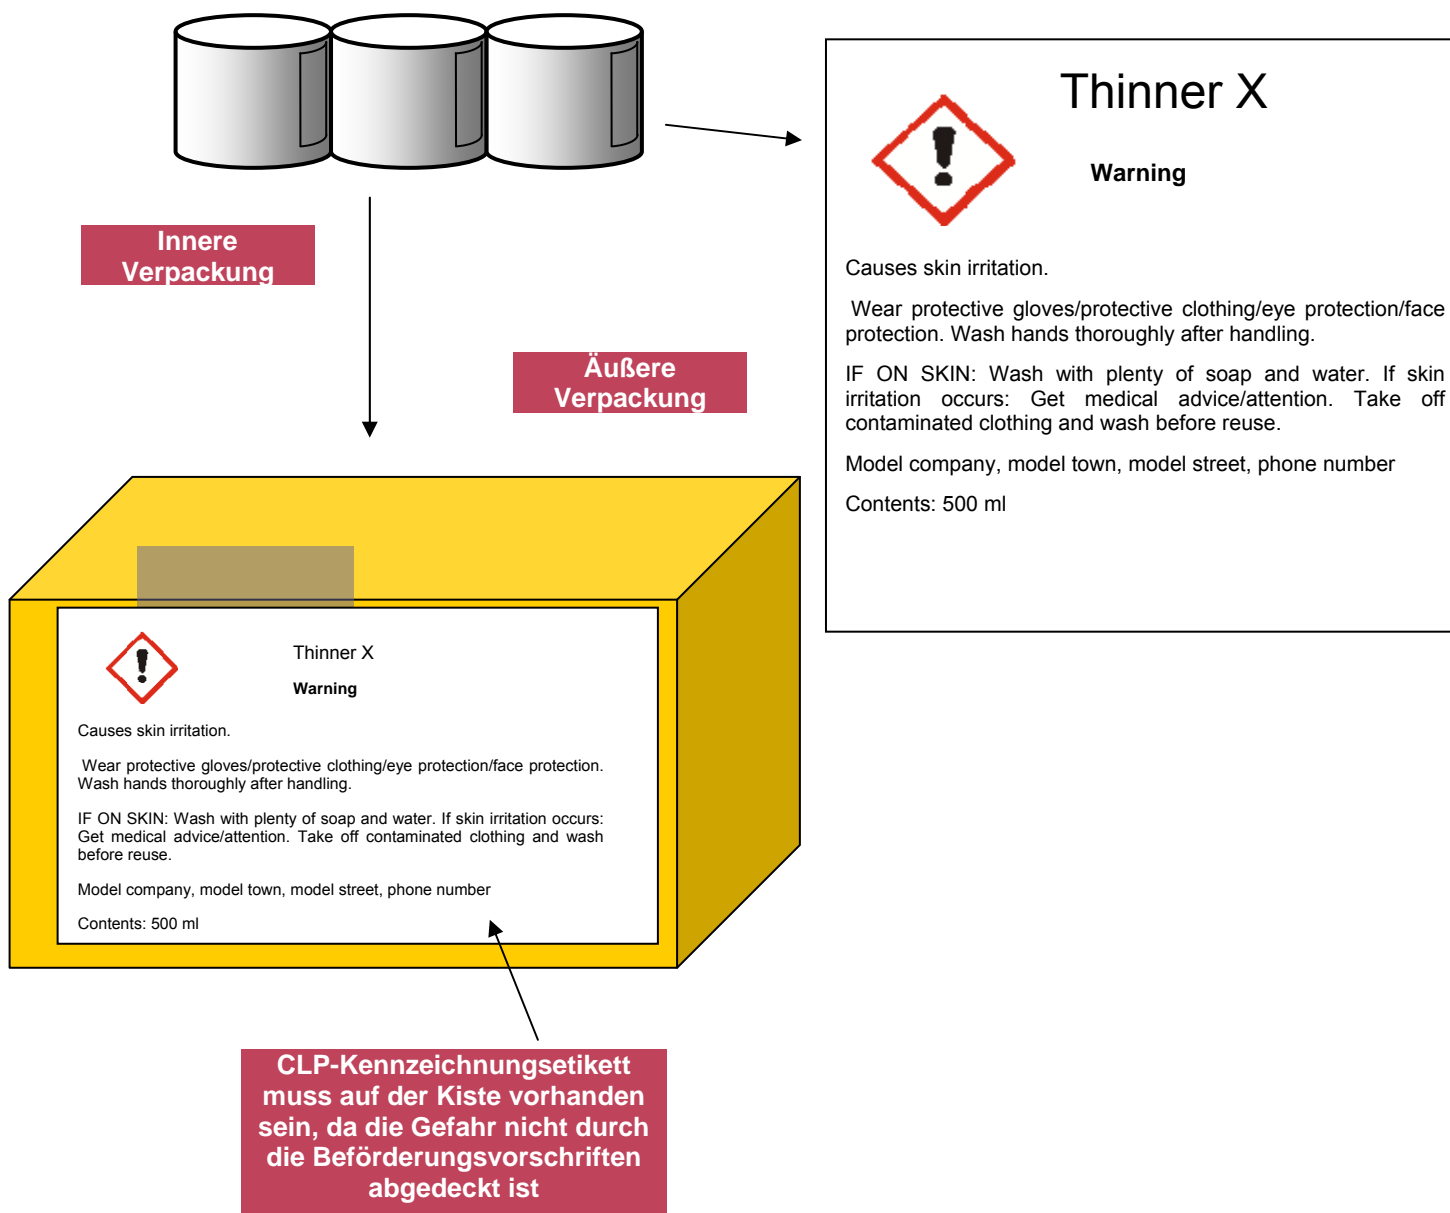 Thinner X
Warning
Causes skin irritation.
Wear protective gloves/protective clothing/eye protection/face
protection. Wash hands thoroughly after handling.
IF ON SKIN: Wash with plenty of soap and water. If skin
irritation occurs: Get medical advice/attention. Take off
contaminated clothing and wash before reuse.
Model company, model town, model street, phone number
Contents: 500 ml
Innere
Verpackung
Äußere
Verpackung
Thinner X
Warning
Causes skin irritation.
Wear protective gloves/protective clothing/eye protection/face protection.
Wash hands thoroughly after handling.
IF ON SKIN: Wash with plenty of soap and water. If skin irritation occurs:
Get medical advice/attention. Take off contaminated clothing and wash
before reuse.
Model company, model town, model street, phone number
Contents: 500 ml
CLP-Kennzeichnungsetikett
muss auf der Kiste vorhanden
sein, da die Gefahr nicht durch
die Beförderungsvorschriften
abgedeckt ist